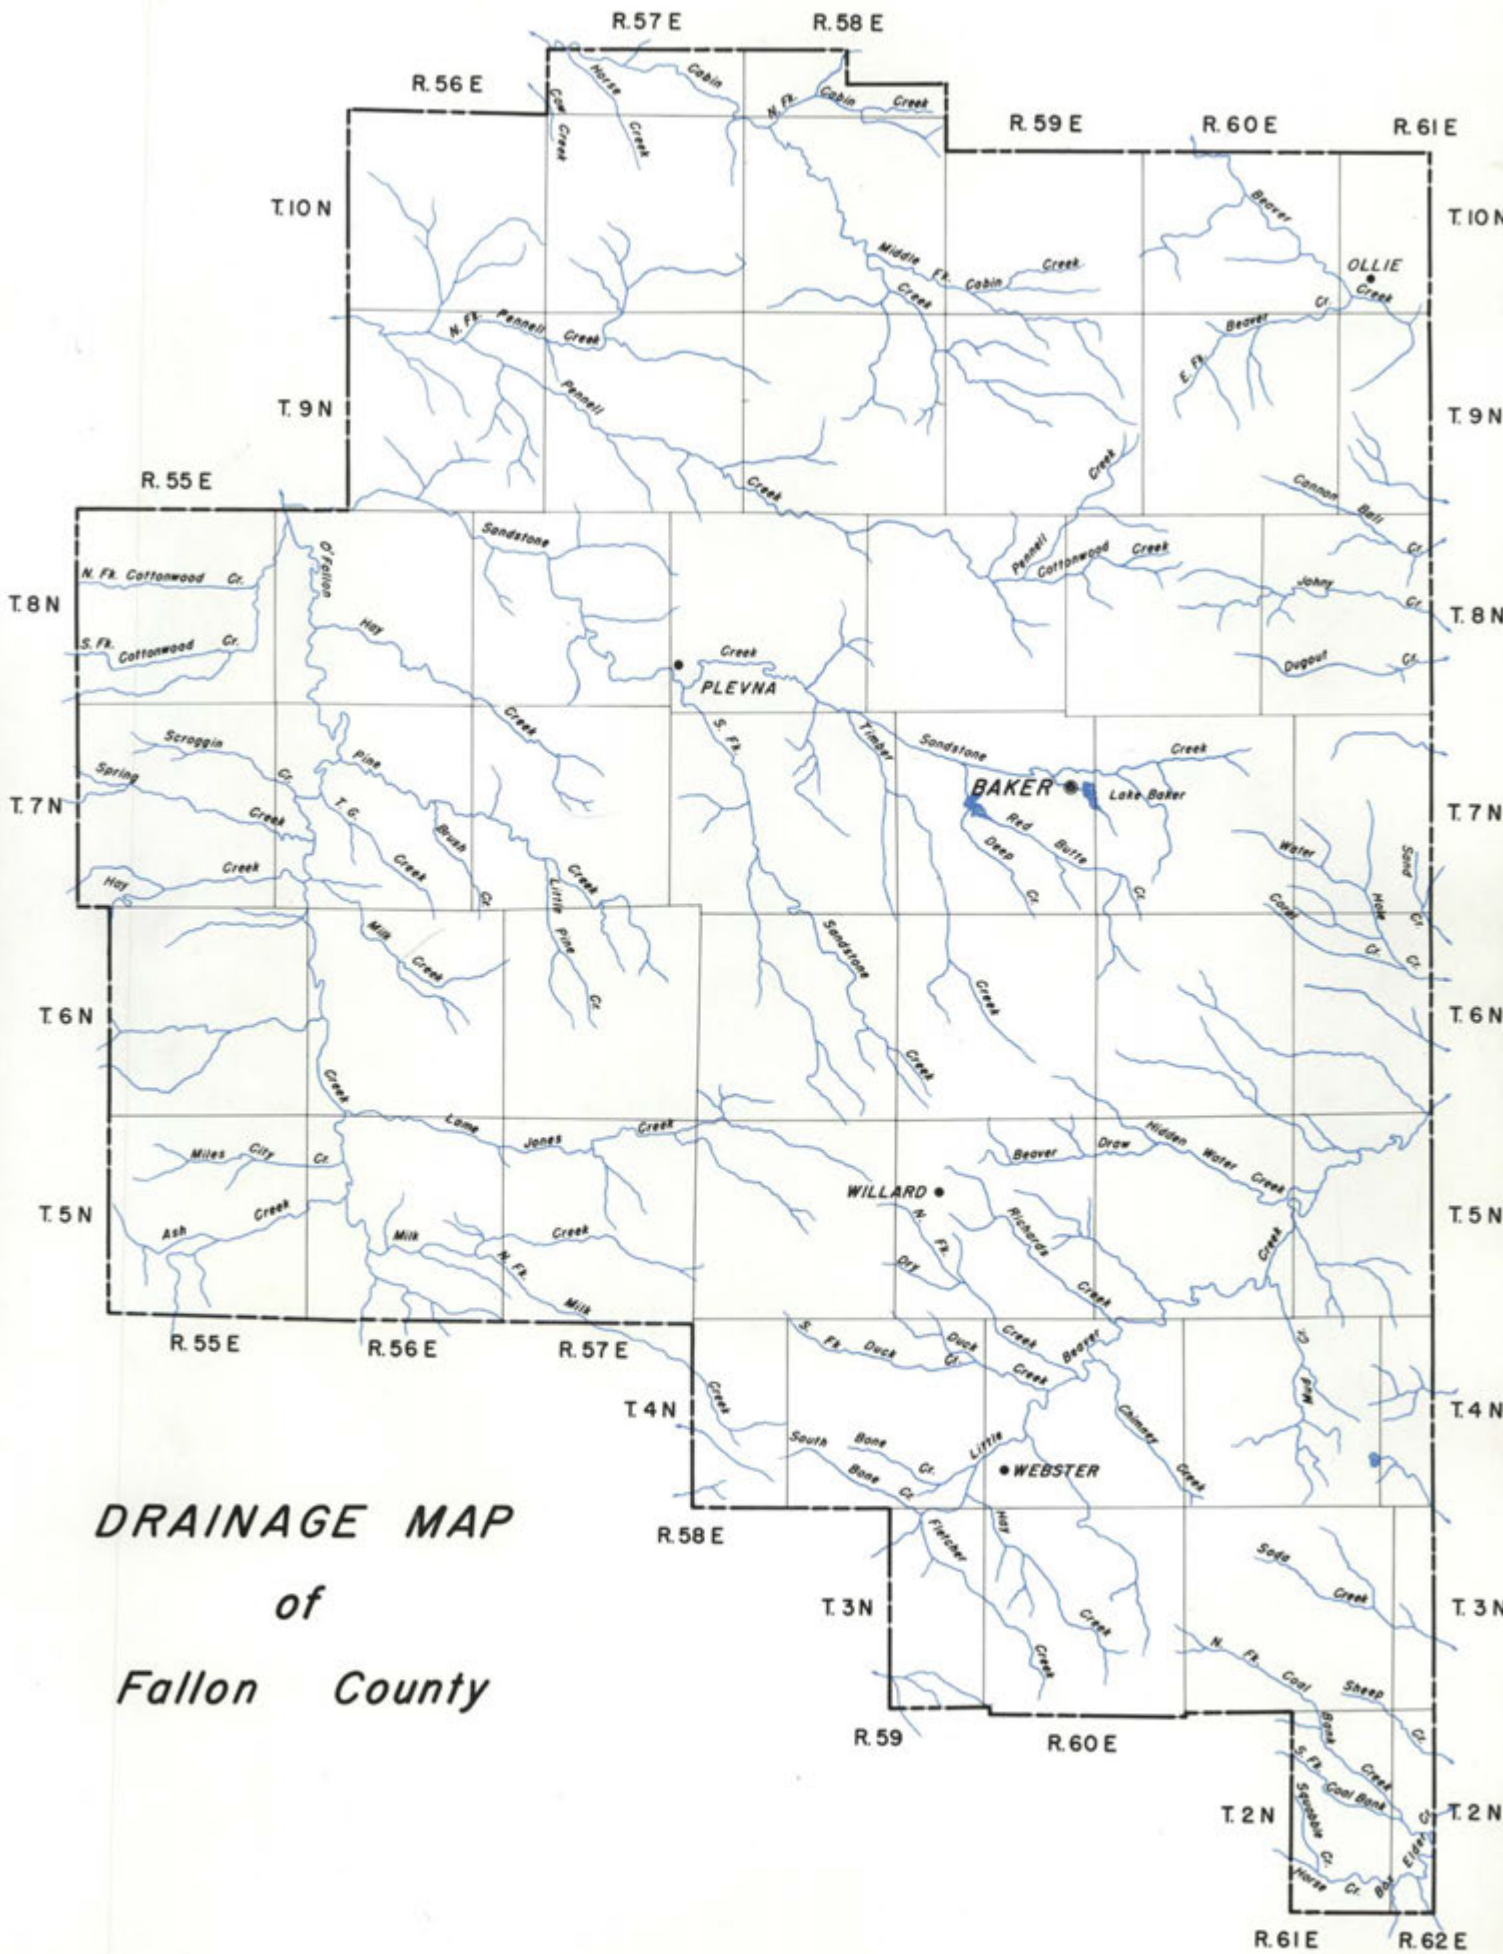 R. 57 E
R. 58 E
R. 56 E
R. 59 E
R. 60 E
R. 61 E
Horse
Creek
Cabin
Cow
Creek
N. Fk.
Cabin
Creek
T. 10 N
T. 10 N
Beaver
Middle Fk. Cabin Creek
Creek
OLLIE
Creek
N. Fk. Pennell Creek
E. Fk. Beaver Cr.
T. 9 N
T. 9 N
Pennell
Creek
Creek
Pennell
R. 55 E
Cannon Ball Cr.
O'Fallon
Sandstone
Cottonwood Creek
N. Fk. Cottonwood Cr.
T. 8 N
T. 8 N
Johny Cr.
S. Fk. Cottonwood Cr.
Hay
Creek
Creek
Dugout Cr.
PLEVNA
S. Fk.
Timber
Sandstone
Creek
Scroggin Cr.
Pine
Spring
Creek
BAKER
Lake Baker
T. 7 N
T. 7 N
T. G.
Creek
Brush
Cr.
Red Butte
Cr.
Deep
Cr.
Water
Hole
Cr.
Sand
Cr.
Hay
Creek
Little
Pine
Cr.
Creek
Coral
Cr.
Milk
Creek
Sandstone
Creek
Creek
T. 6 N
T. 6 N
Creek
Lame Jones Creek
Beaver Draw
Hidden Water Creek
Miles City Cr.
WILLARD
T. 5 N
T. 5 N
Ash Creek
Milk
Creek
N. Fk.
Milk
Creek
N. Fk.
Dry
Creek
Richards
Creek
Creek
R. 55 E
R. 56 E
R. 57 E
S. Fk. Duck
Duck
Cr.
Creek
Beaver
Mud
Cr.
T. 4 N
T. 4 N
Chimney
Creek
South
Bone
Cr.
Bone
Cr.
Little
WEBSTER
DRAINAGE MAP
of
Fallon County
R. 58 E
Fletcher
Creek
Hay
Creek
Soda
Creek
T. 3 N
T. 3 N
N. Fk. Coal
Bank
Creek
Sheep
Cr.
R. 59
R. 60 E
S. Fk.
Coal Bank
Cr.
Squabble
Cr.
T. 2 N
T. 2 N
Horse Cr.
Box
Elder
R. 61 E
R. 62 E